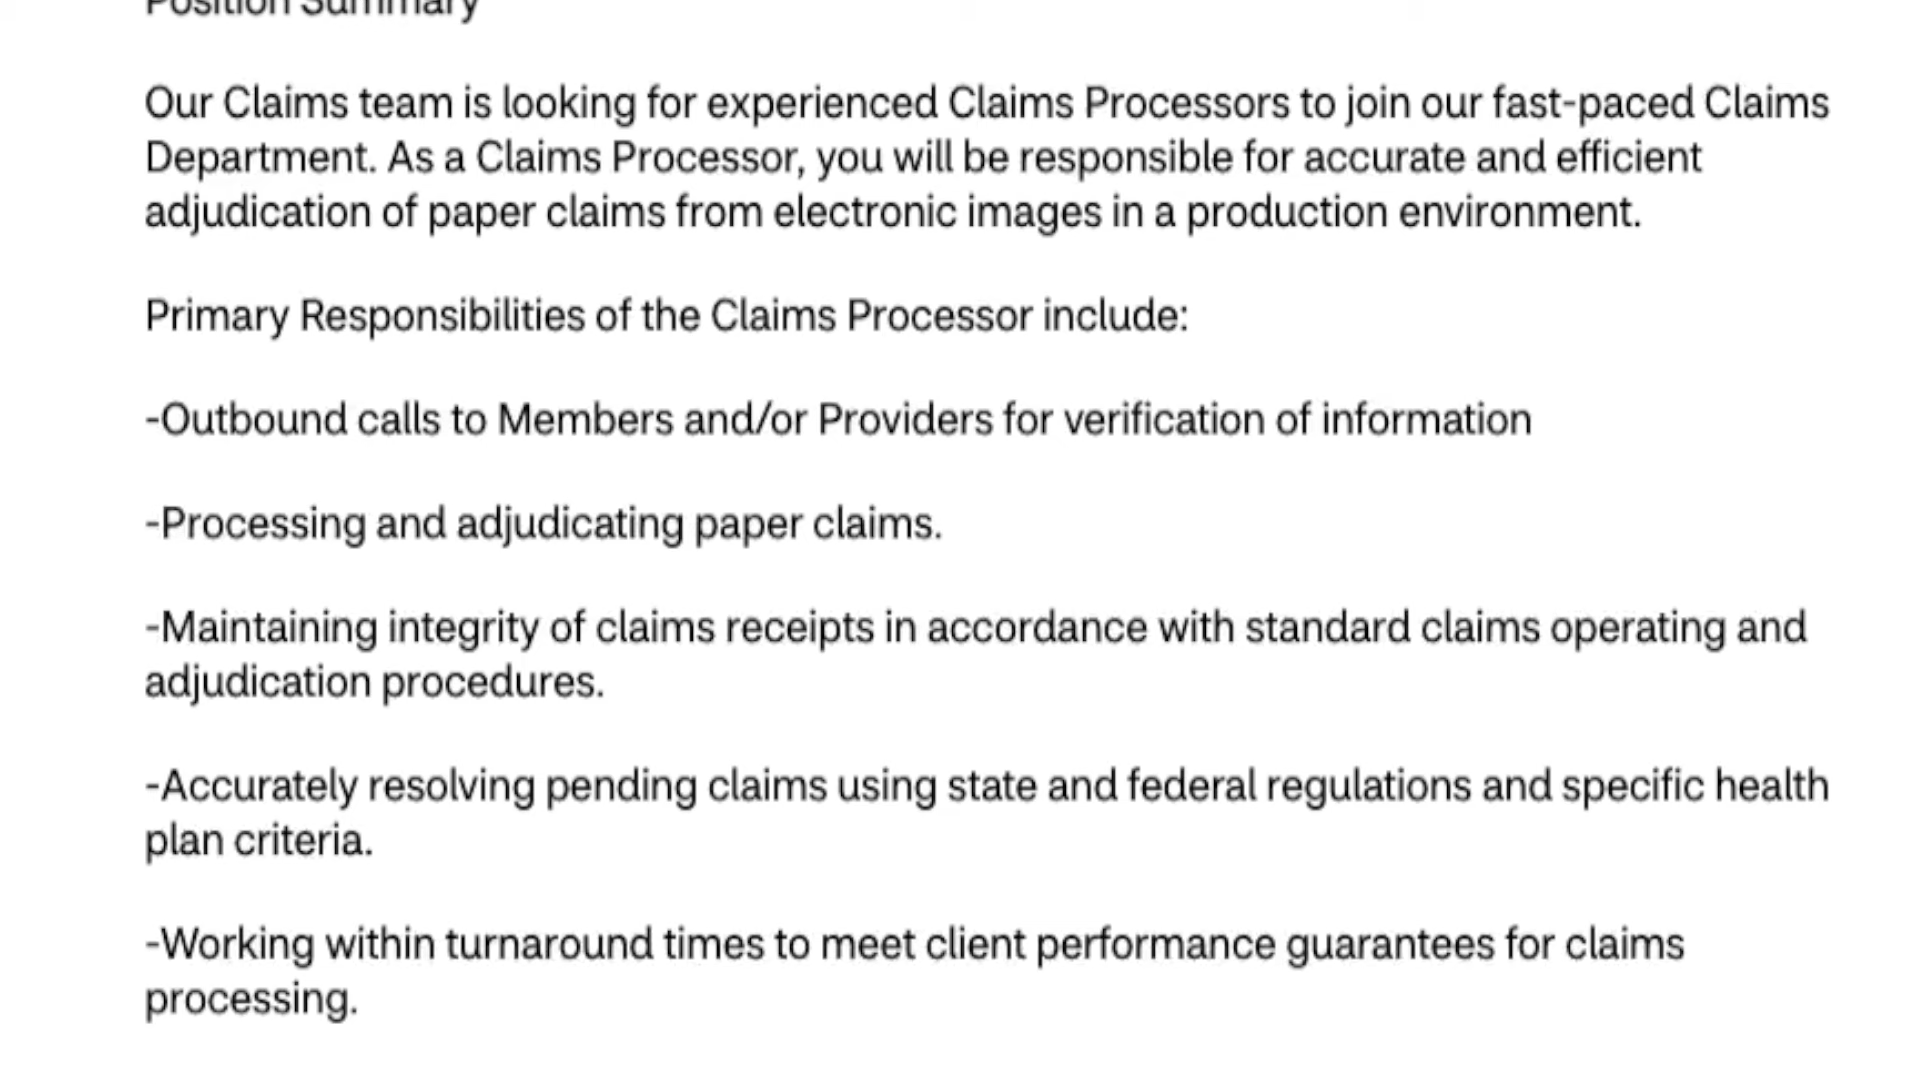 Position Summary
Our Claims team is looking for experienced Claims Processors to join our fast-paced Claims
Department. As a Claims Processor, you will be responsible for accurate and efficient
adjudication of paper claims from electronic images in a production environment.
Primary Responsibilities of the Claims Processor include:
-Outbound calls to Members and/or Providers for verification of information
-Processing and adjudicating paper claims.
-Maintaining integrity of claims receipts in accordance with standard claims operating and
adjudication procedures.
-Accurately resolving pending claims using state and federal regulations and specific health
plan criteria.
-Working within turnaround times to meet client performance guarantees for claims
processing.